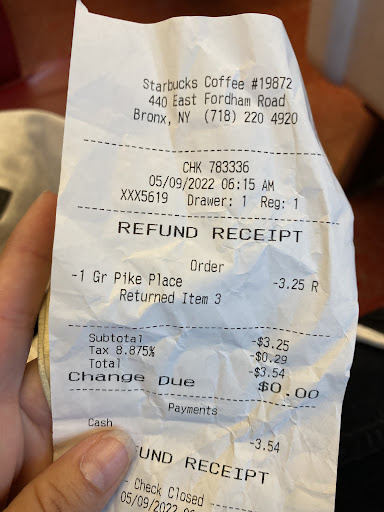 Starbucks Coffee #19872
440 East Fordham Road
Bronx, NY (718) 220 4920
CHK 783336
05/09/2022 06:15 AM
XXX5619 Drawer: 1 Reg: 1
REFUND RECEIPT
Order
-1 Gr Pike Place -3.25 R
Returned Item 3
Subtotal -$3.25
Tax 8.875% -$0.29
Total -$3.54
Change Due $0.00
Payments
Cash -3.54
FUND RECEIPT
Check Closed
05/09/2022